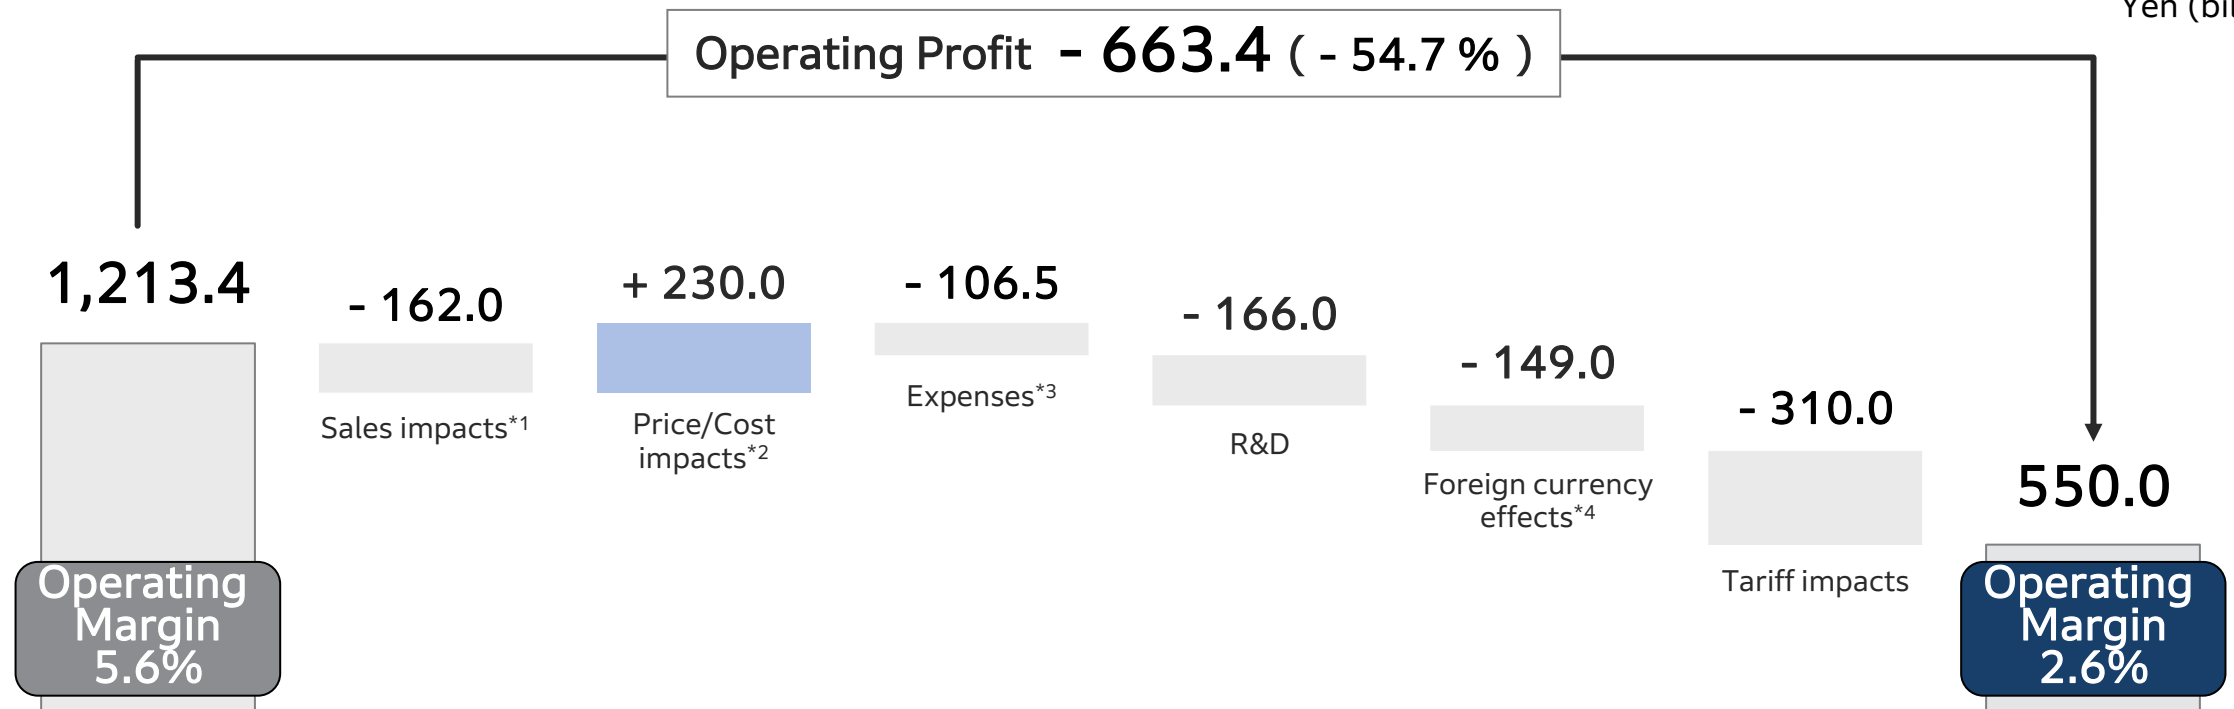 Yen (bil
Operating Profit - 663.4 ( - 54.7 % )
1,213.4
- 162.0
+ 230.0
- 106.5
- 166.0
- 149.0
- 310.0
550.0
Sales impacts*1
Price/Cost
impacts*2
Expenses*3
R&D
Foreign currency
effects*4
Tariff impacts
Operating
Margin
5.6%
Operating
Margin
2.6%